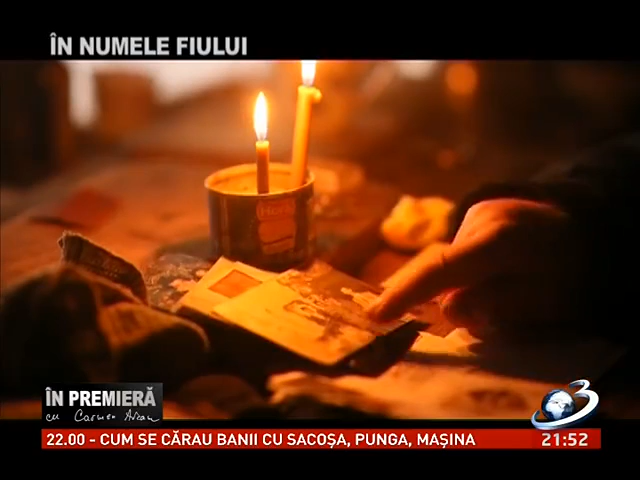 ÎN NUMELE FIULUI
ÎN PREMIERĂ
cu Carmen Avram
3
22.00 - CUM SE CĂRAU BANII CU SACOȘA, PUNGA, MAȘINA
21:52